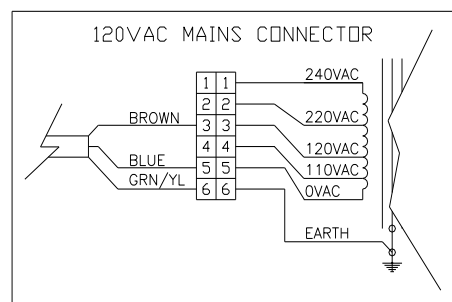 120VAC MAINS CONNECTOR
240VAC
1 1
2 2
220VAC
BROWN
3 3
120VAC
4 4
110VAC
BLUE
5 5
0VAC
GRN/YL
6 6
EARTH